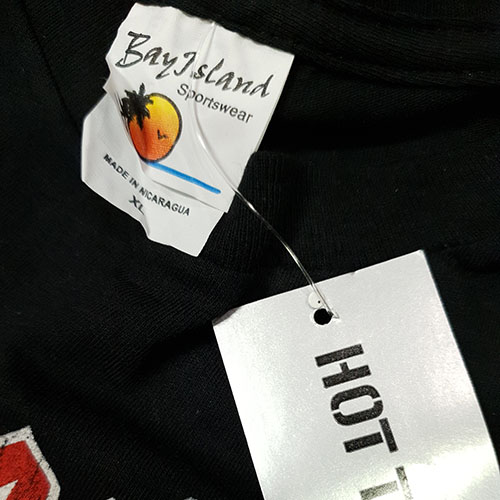 BayIsland
Sportswear
MADE IN NICARAGUA
XL
HOT T